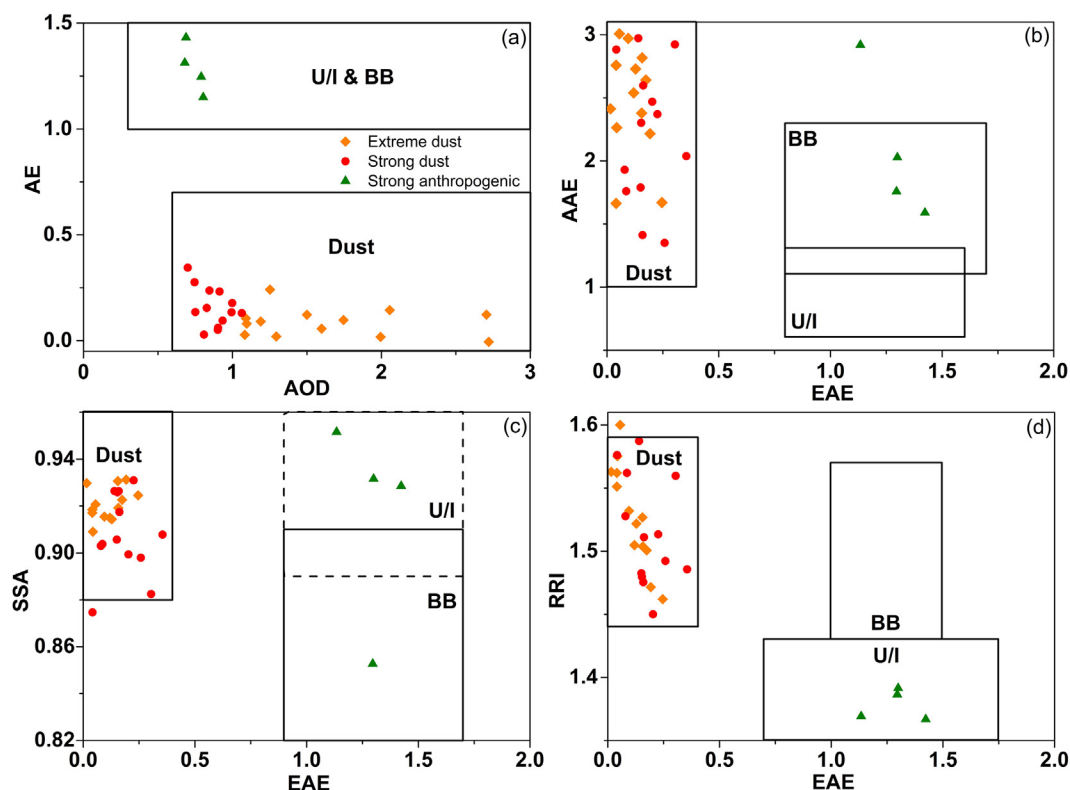 (a)
1.5
1.0
0.5
0.0
AE
U/I & BB
Extreme dust
Strong dust
Strong anthropogenic
Dust
0
1
2
3
AOD
(b)
3
2
1
AAE
BB
Dust
U/I
0.0
0.5
1.0
1.5
2.0
EAE
(c)
0.94
0.90
0.86
0.82
SSA
Dust
U/I
BB
0.0
0.5
1.0
1.5
2.0
EAE
(d)
1.6
1.5
1.4
RRI
Dust
BB
U/I
0.0
0.5
1.0
1.5
2.0
EAE